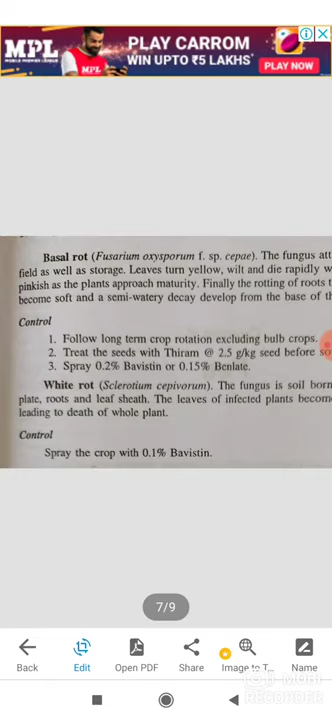 MPL
MOBILE PREMIER LEAGUE
MPL
PLAY CARROM
WIN UPTO ₹5 LAKHS
PLAY NOW
Basal rot (Fusarium oxysporum f. sp. cepae). The fungus att
field as well as storage. Leaves turn yellow, wilt and die rapidly w
pinkish as the plants approach maturity. Finally the rotting of roots t
become soft and a semi-watery decay develop from the base of th
Control
1. Follow long term crop rotation excluding bulb crops.
2. Treat the seeds with Thiram @ 2.5 g/kg seed before so
3. Spray 0.2% Bavistin or 0.15% Benlate.
White rot (Sclerotium cepivorum). The fungus is soil born
plate, roots and leaf sheath. The leaves of infected plants becom
leading to death of whole plant.
Control
Spray the crop with 0.1% Bavistin.
7/9
Back
Edit
Open PDF
Share
Image to T...
Name
RECORDER